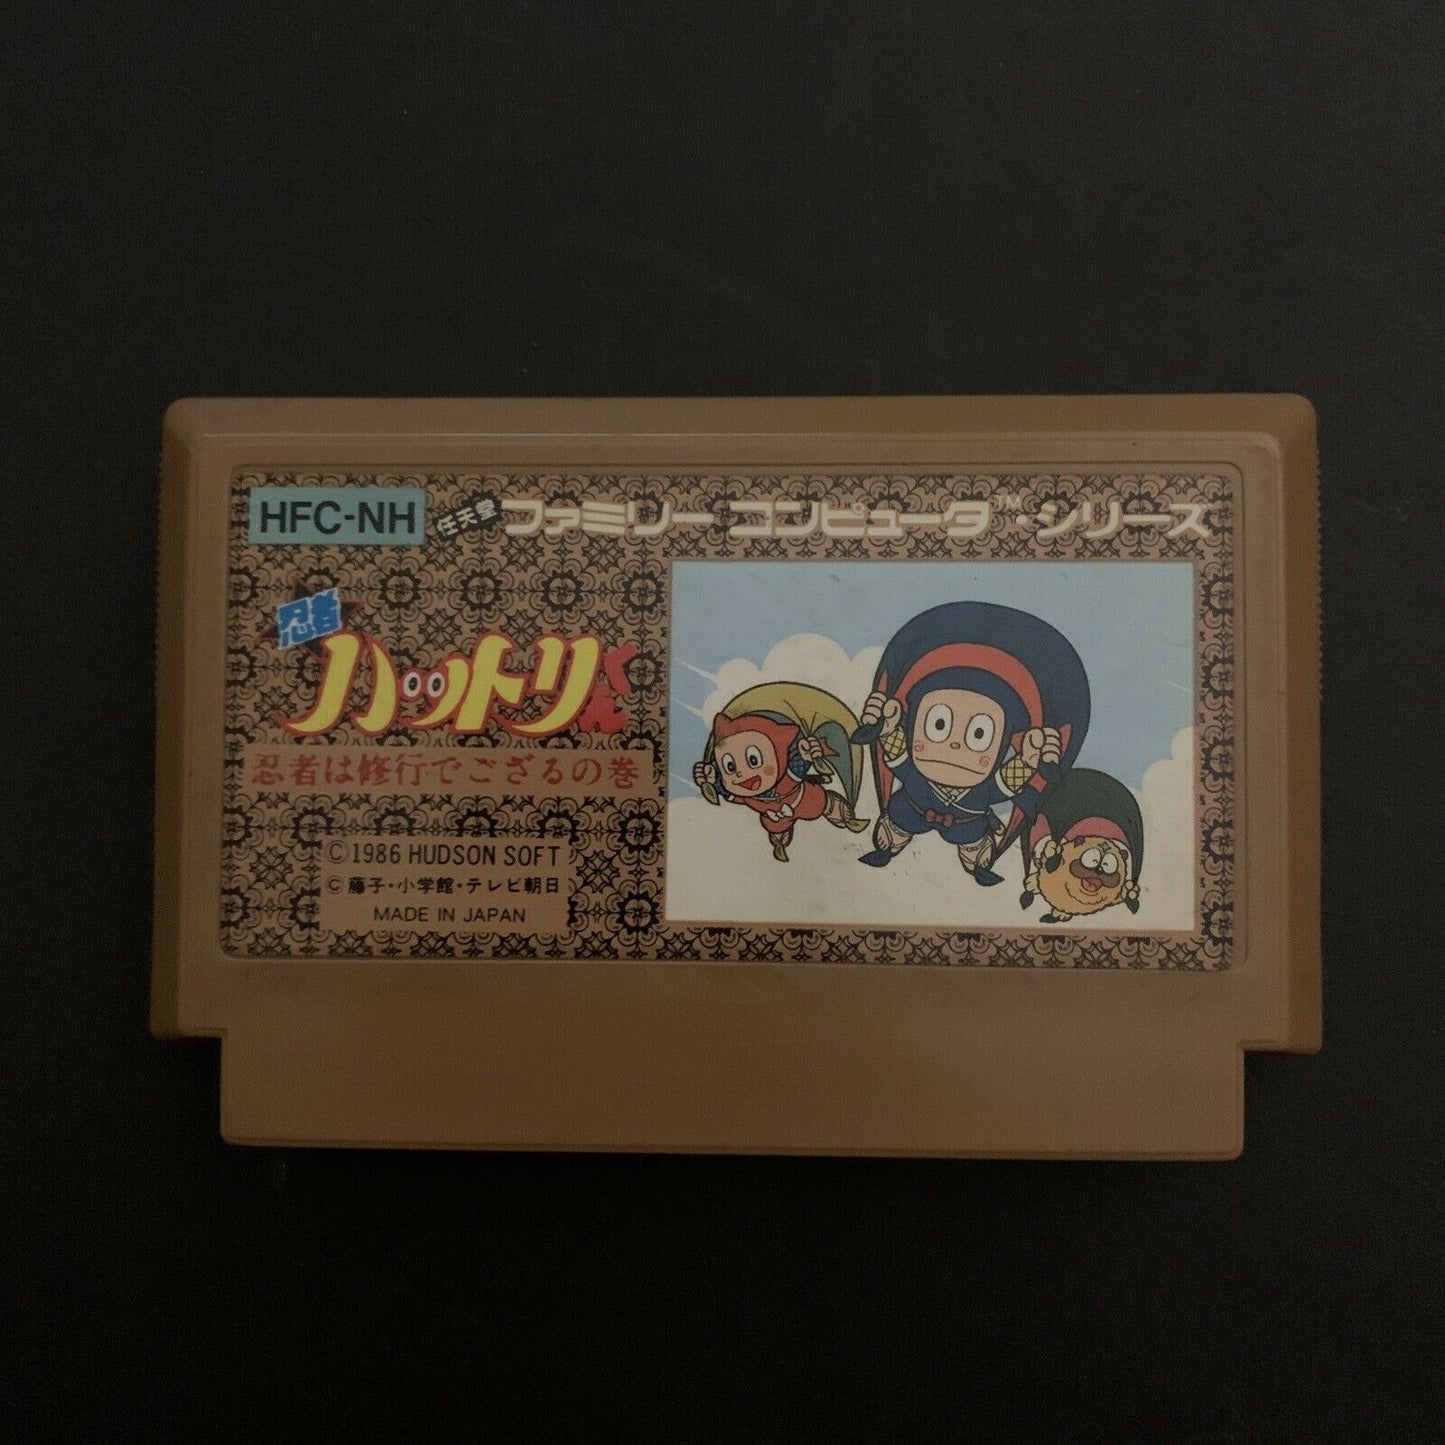 HFC-NH
任天堂 ファミリー コンピュータ™・シリーズ
忍者
ハットリくん
忍者は修行でござるの巻
©1986 HUDSON SOFT
©藤子・小学館・テレビ朝日
MADE IN JAPAN